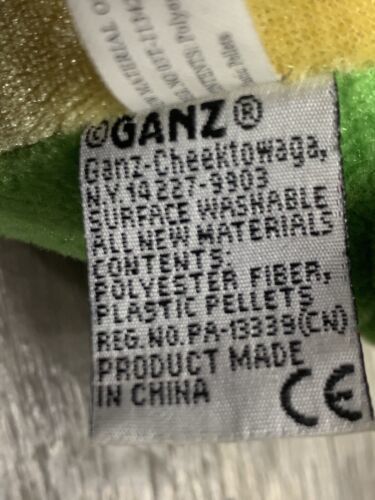 ©GANZ®
Ganz-Cheektowaga,
N.Y. 14227-9903
SURFACE WASHABLE
ALL NEW MATERIALS
CONTENTS:
POLYESTER FIBER,
PLASTIC PELLETS
REG.NO.PA-13339(CN)
PRODUCT MADE
IN CHINA
CE